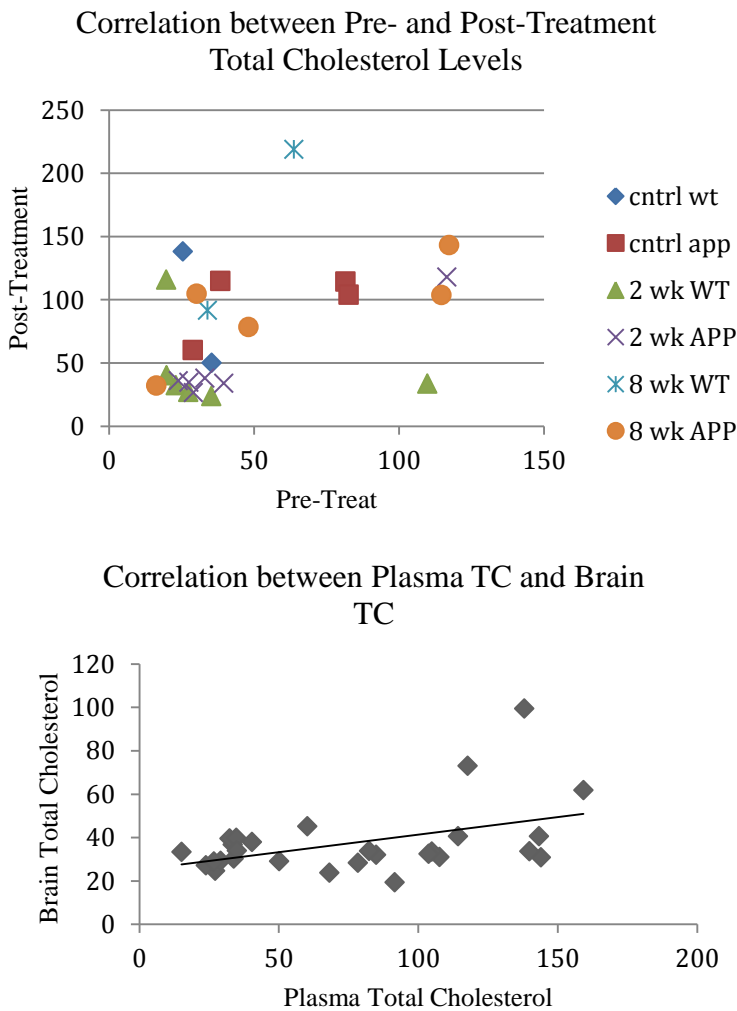 Correlation between Pre- and Post-Treatment
Total Cholesterol Levels
250
200
150
100
50
0
Post-Treatment
0 50 100 150
Pre-Treat
cntrl wt
cntrl app
2 wk WT
2 wk APP
8 wk WT
8 wk APP
Correlation between Plasma TC and Brain
TC
120
100
80
60
40
20
0
Brain Total Cholesterol
0 50 100 150 200
Plasma Total Cholesterol